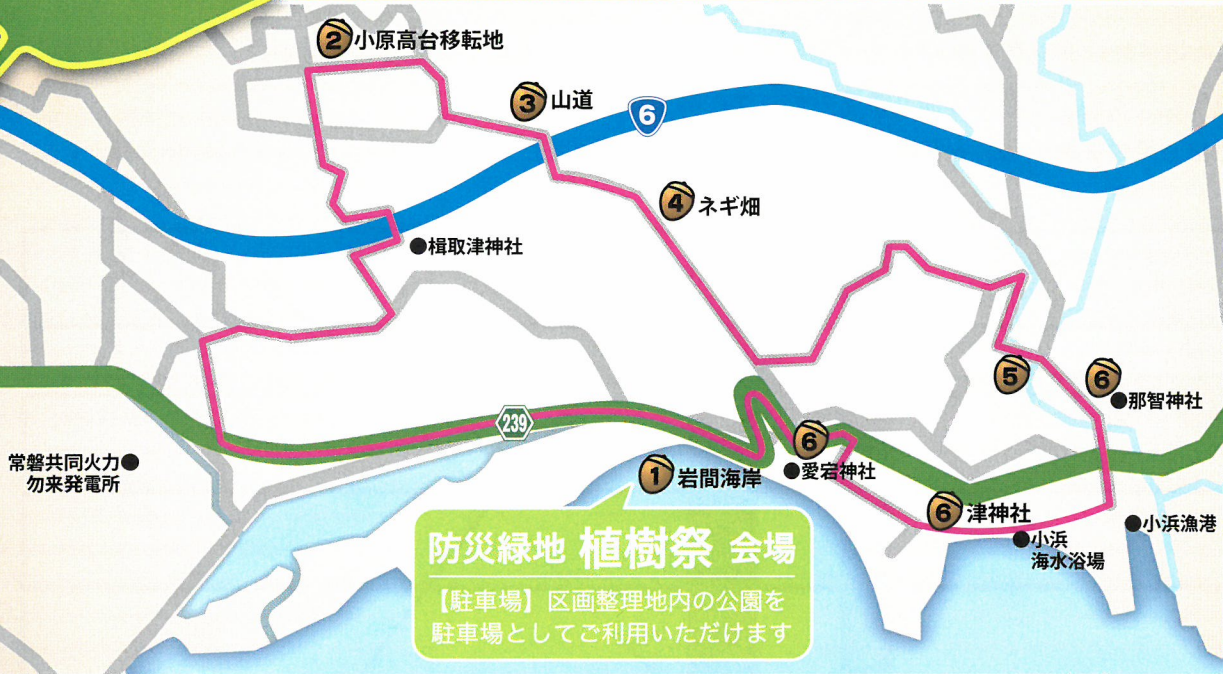 2 小原高台移転地
3 山道
6
4 ネギ畑
楫取津神社
5
6
那智神社
239
6
愛宕神社
常磐共同火力
勿来発電所
1 岩間海岸
6 津神社
小浜漁港
小浜
海水浴場
防災緑地 植樹祭 会場
【駐車場】区画整理地内の公園を
駐車場としてご利用いただけます